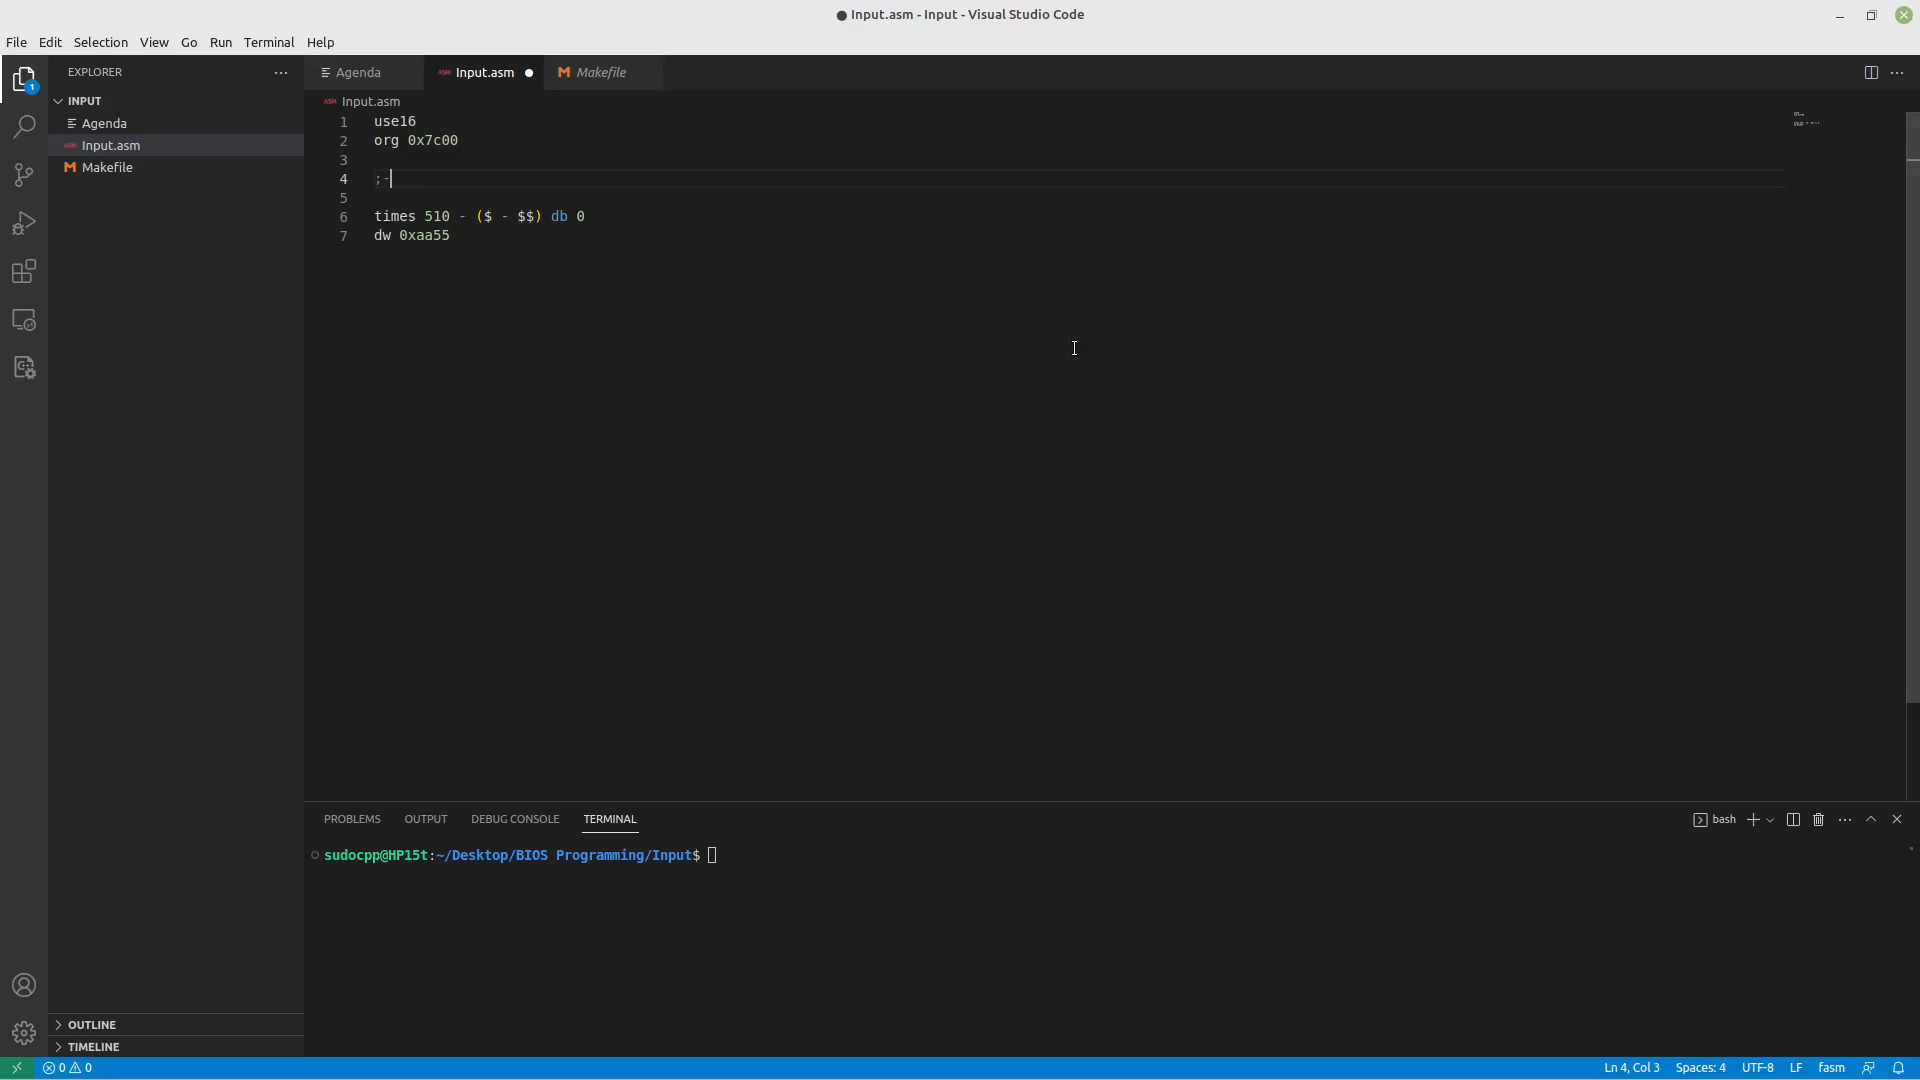 Input.asm - Input - Visual Studio Code
File Edit Selection View Go Run Terminal Help
EXPLORER
INPUT
Agenda
Input.asm
Makefile
OUTLINE
TIMELINE
1
Agenda Input.asm Makefile
Input.asm
1 use16
2 org 0x7c00
3
4 ;-
5
6 times 510 - ($ - $$) db 0
7 dw 0xaa55
PROBLEMS OUTPUT DEBUG CONSOLE TERMINAL
bash
sudocpp@HP15t:~/Desktop/BIOS Programming/Input$
0 0
Ln 4, Col 3 Spaces: 4 UTF-8 LF fasm